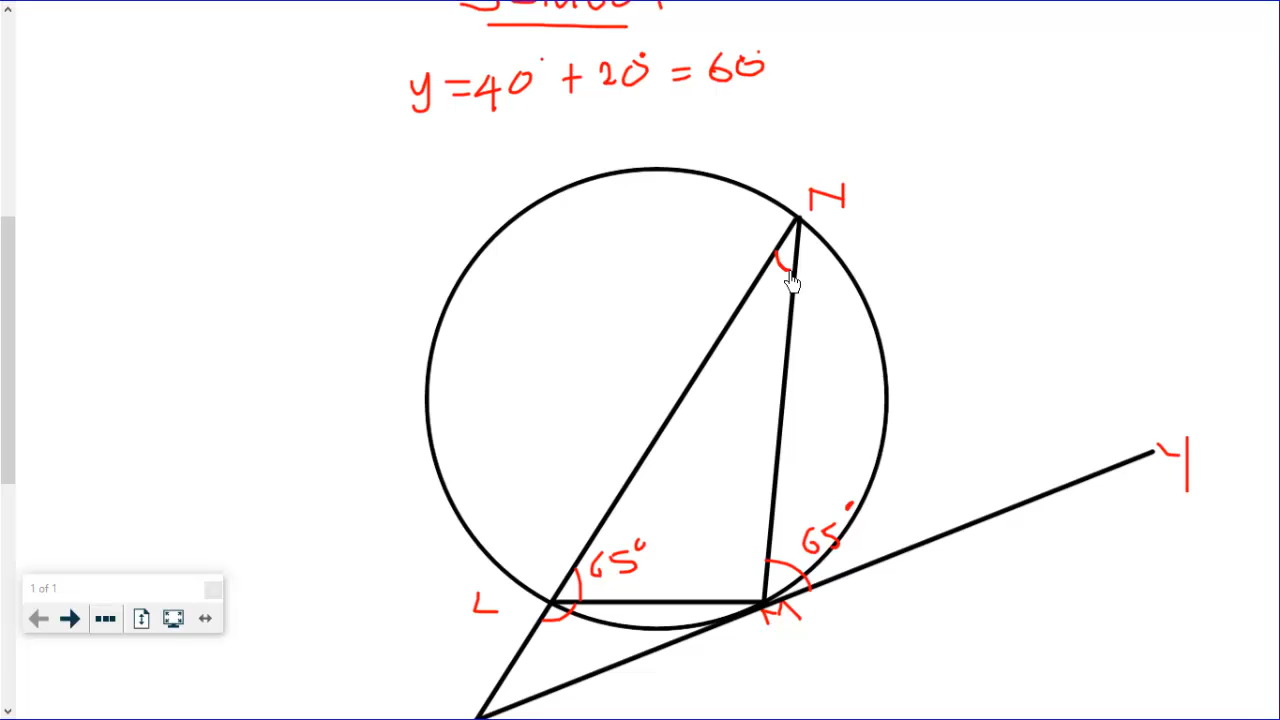 y = 40° + 20° = 60°
N
Y
65°
65°
L
M
1 of 1